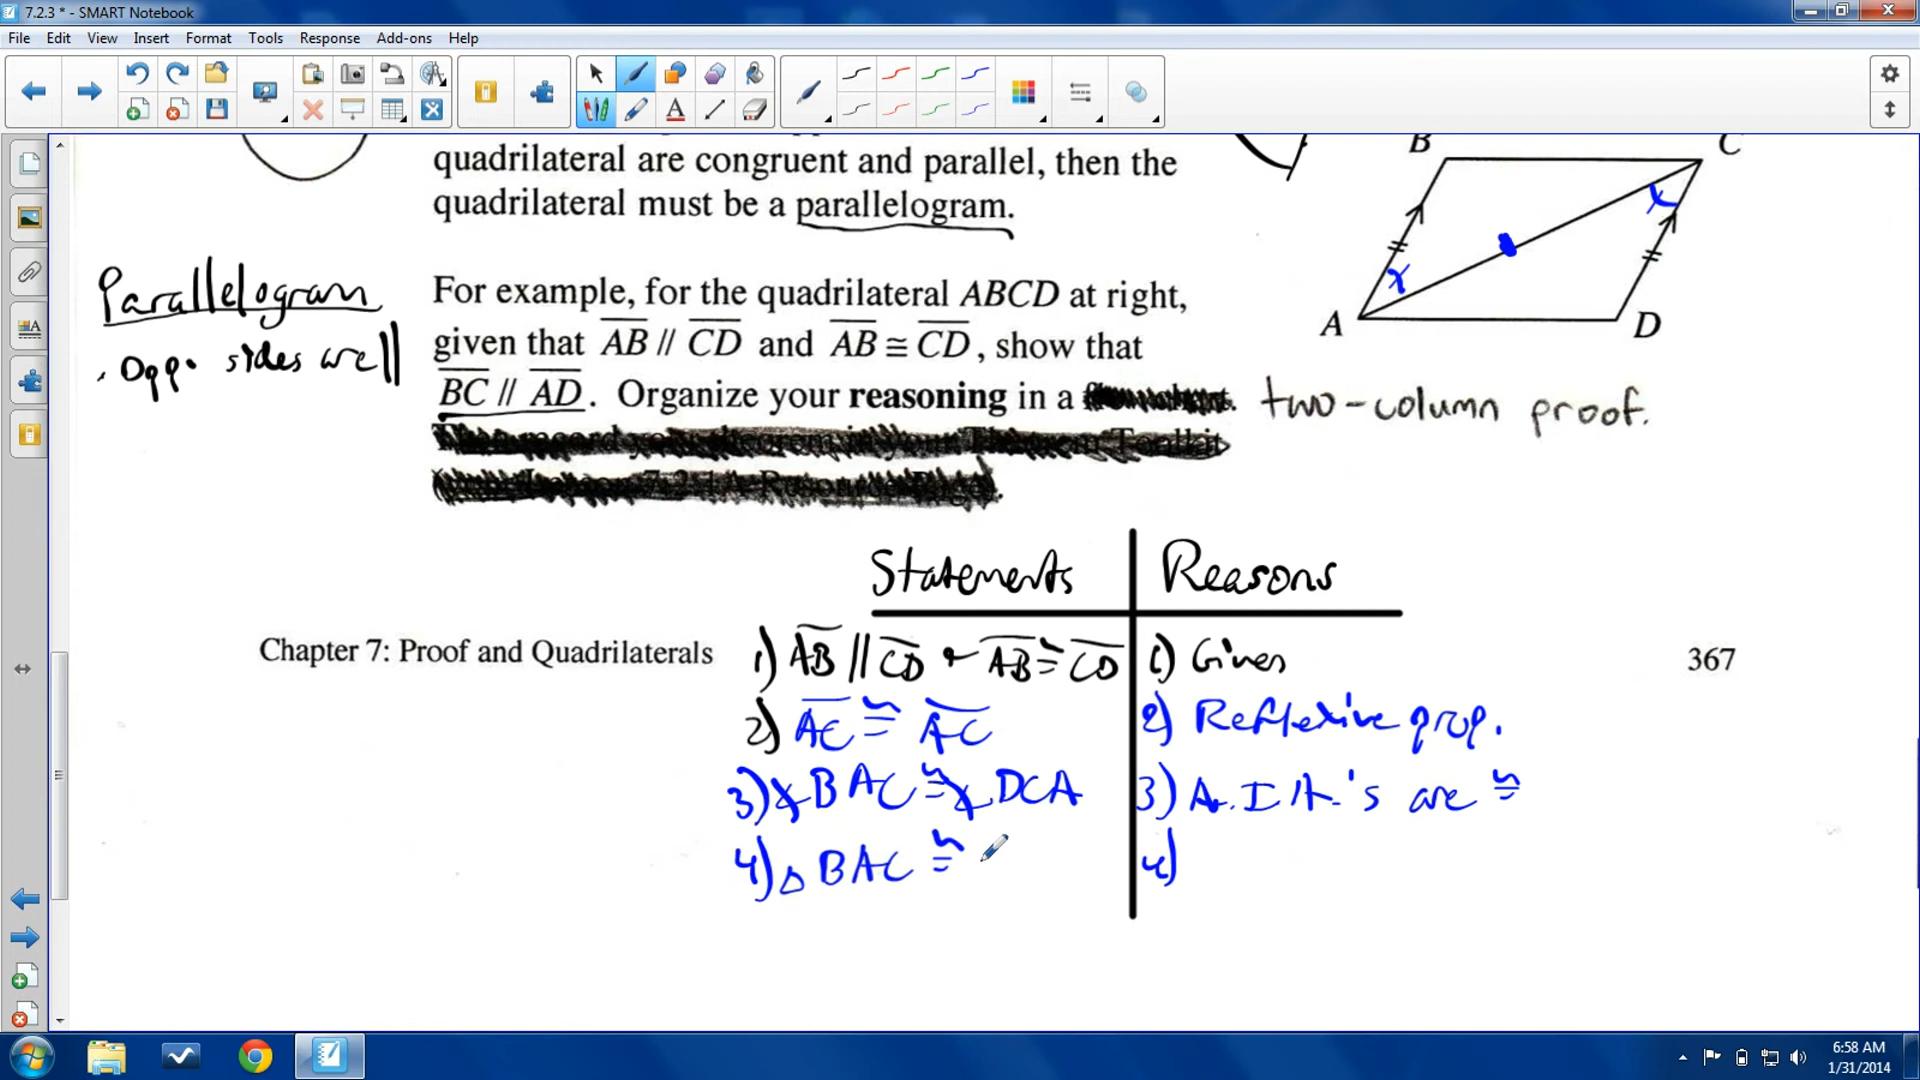 7.2.3 * - SMART Notebook
File Edit View Insert Format Tools Response Add-ons Help
quadrilateral are congruent and parallel, then the
quadrilateral must be a parallelogram.
B C
A D
Parallelogram
. Opp. sides are ||
For example, for the quadrilateral ABCD at right,
given that AB // CD and AB ≅ CD, show that
BC // AD. Organize your reasoning in a
two-column proof.
Statements Reasons
Chapter 7: Proof and Quadrilaterals
367
1) AB || CD + AB ≅ CD 1) Given
2) AC ≅ AC 2) Reflexive prop.
3) ∡BAC ≅ ∡DCA 3) A.I.A.'s are ≅
4) △ BAC ≅ 4)
6:58 AM
1/31/2014